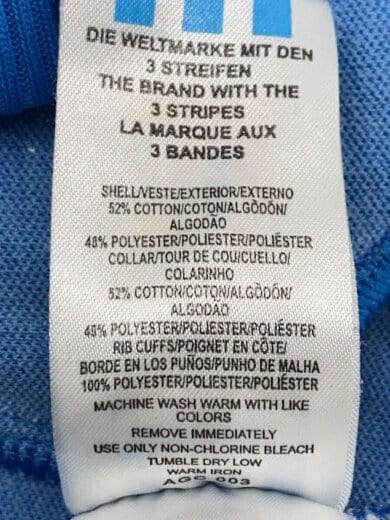 DIE WELTMARKE MIT DEN
3 STREIFEN
THE BRAND WITH THE
3 STRIPES
LA MARQUE AUX
3 BANDES
SHELL/VESTE/EXTERIOR/EXTERNO
52% COTTON/COTON/ALGÒDÓN/
ALGODÃO
48% POLYESTER/POLIESTER/POLIÉSTER
COLLAR/TOUR DE COU/CUELLO/
COLARINHO
52% COTTON/COTON/ALGÒDÓN/
ALGODÃO
48% POLYESTER/POLIESTER/POLIÉSTER
RIB CUFFS/POIGNET EN CÔTE/
BORDE EN LOS PUÑOS/PUNHO DE MALHA
100% POLYESTER/POLIESTER/POLIÉSTER
MACHINE WASH WARM WITH LIKE
COLORS
REMOVE IMMEDIATELY
USE ONLY NON-CHLORINE BLEACH
TUMBLE DRY LOW
WARM IRON
AGC 003